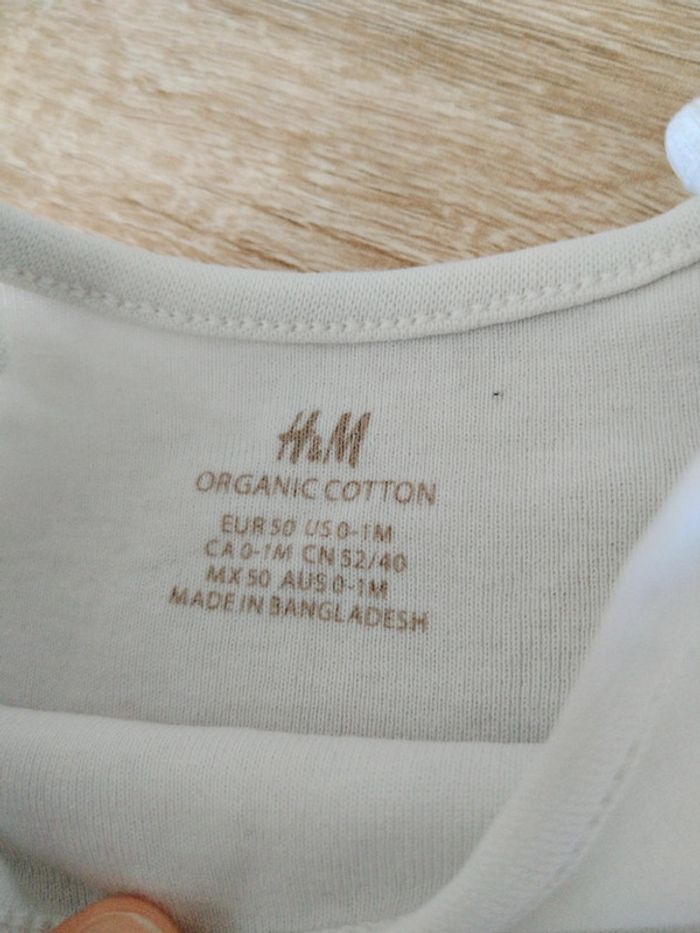 H&M
ORGANIC COTTON
EUR 50 US 0-1M
CA 0-1M CN 52/40
MX 50 AUS 0-1M
MADE IN BANGLADESH